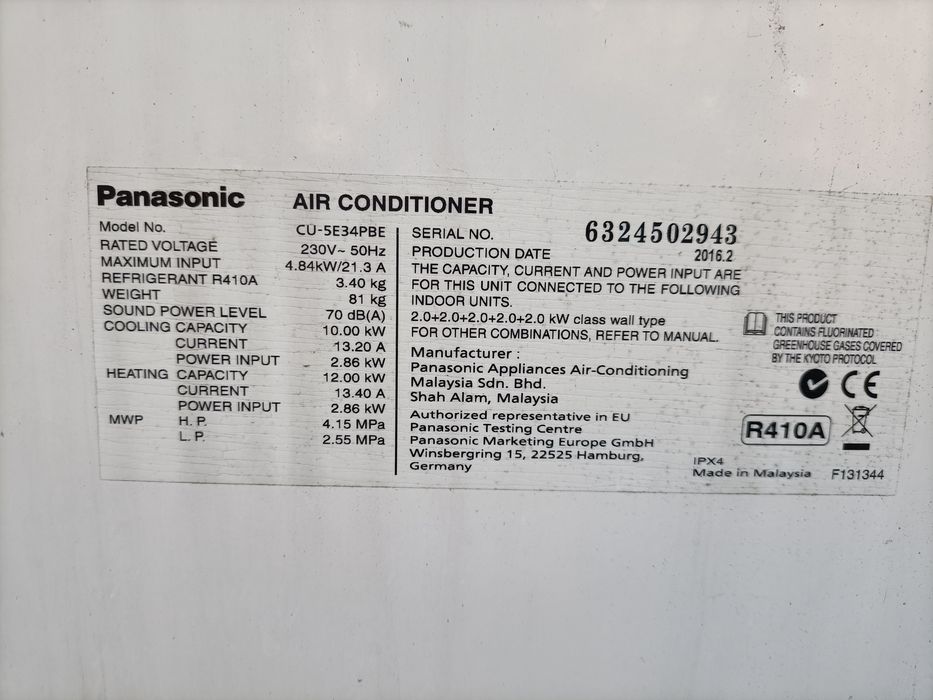 Panasonic AIR CONDITIONER
Model No. CU-5E34PBE
RATED VOLTAGE 230V~ 50Hz
MAXIMUM INPUT 4.84kW/21.3 A
REFRIGERANT R410A 3.40 kg
WEIGHT 81 kg
SOUND POWER LEVEL 70 dB(A)
COOLING CAPACITY 10.00 kW
CURRENT 13.20 A
POWER INPUT 2.86 kW
HEATING CAPACITY 12.00 kW
CURRENT 13.40 A
POWER INPUT 2.86 kW
MWP H. P. 4.15 MPa
L. P. 2.55 MPa
SERIAL NO. 6324502943
PRODUCTION DATE 2016.2
THE CAPACITY, CURRENT AND POWER INPUT ARE
FOR THIS UNIT CONNECTED TO THE FOLLOWING
INDOOR UNITS.
2.0+2.0+2.0+2.0+2.0 kW class wall type
FOR OTHER COMBINATIONS, REFER TO MANUAL.
Manufacturer :
Panasonic Appliances Air-Conditioning
Malaysia Sdn. Bhd.
Shah Alam, Malaysia
Authorized representative in EU
Panasonic Testing Centre
Panasonic Marketing Europe GmbH
Winsbergring 15, 22525 Hamburg,
Germany
THIS PRODUCT
CONTAINS FLUORINATED
GREENHOUSE GASES COVERED
BY THE KYOTO PROTOCOL
CE
R410A
IPX4
Made in Malaysia F131344